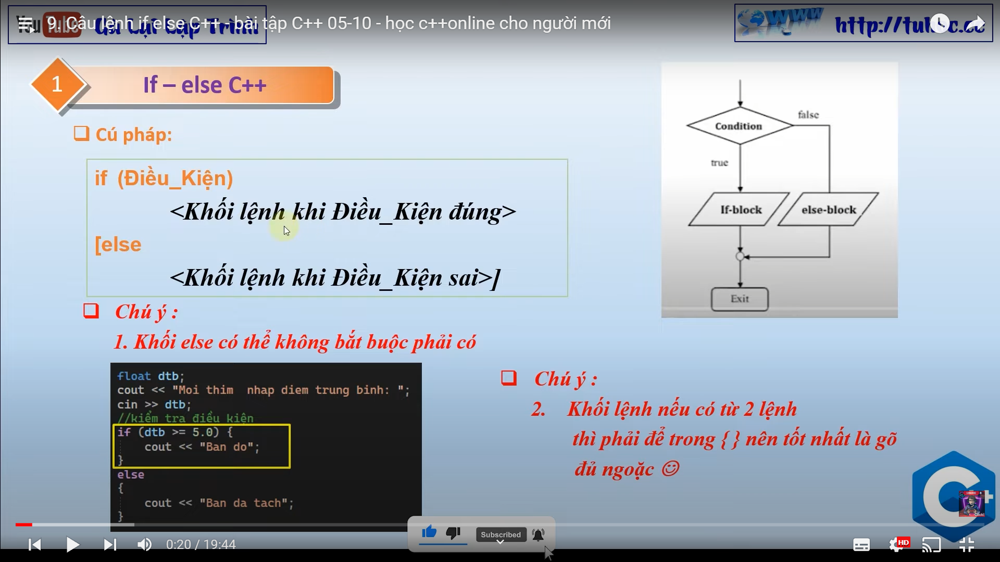 9. Câu lệnh if else C++ - bài tập C++ 05-10 - học c++online cho người mới
YouTube
WWW
1
If – else C++
Cú pháp:
if (Điều_Kiện)
<Khối lệnh khi Điều_Kiện đúng>
[else
<Khối lệnh khi Điều_Kiện sai>]
Condition
false
true
If-block
else-block
Exit
Chú ý :
1. Khối else có thể không bắt buộc phải có
float dtb;
cout << "Moi thim nhap diem trung binh: ";
cin >> dtb;
//kiểm tra điều kiện
if (dtb >= 5.0) {
cout << "Ban do";
}
else
{
cout << "Ban da tach";
}
Chú ý :
2. Khối lệnh nếu có từ 2 lệnh
thì phải để trong { } nên tốt nhất là gõ
đủ ngoặc ☺
Subscribed
0:20 / 19:44
HD